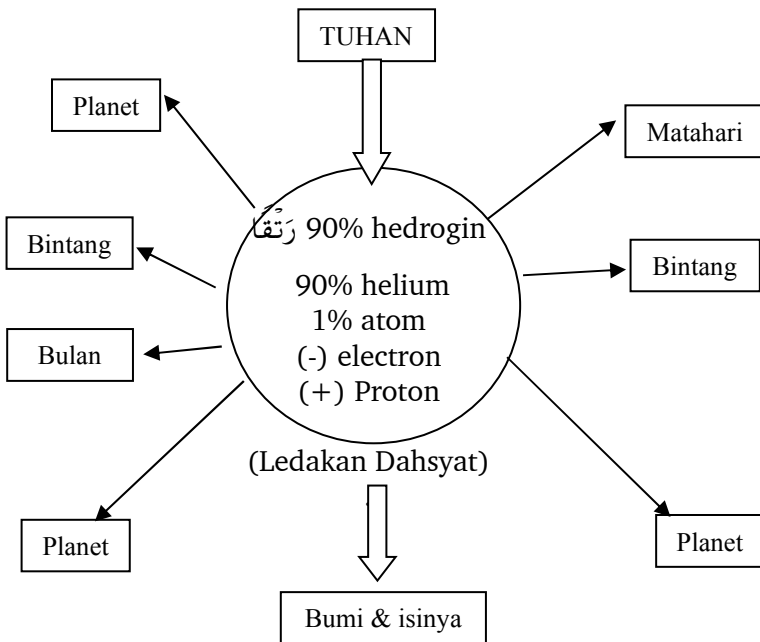 TUHAN
Planet
Matahari
رَتْقًا 90% hedrogin
Bintang
Bintang
90% helium
1% atom
Bulan
(-) electron
(+) Proton
(Ledakan Dahsyat)
Planet
Planet
Bumi & isinya